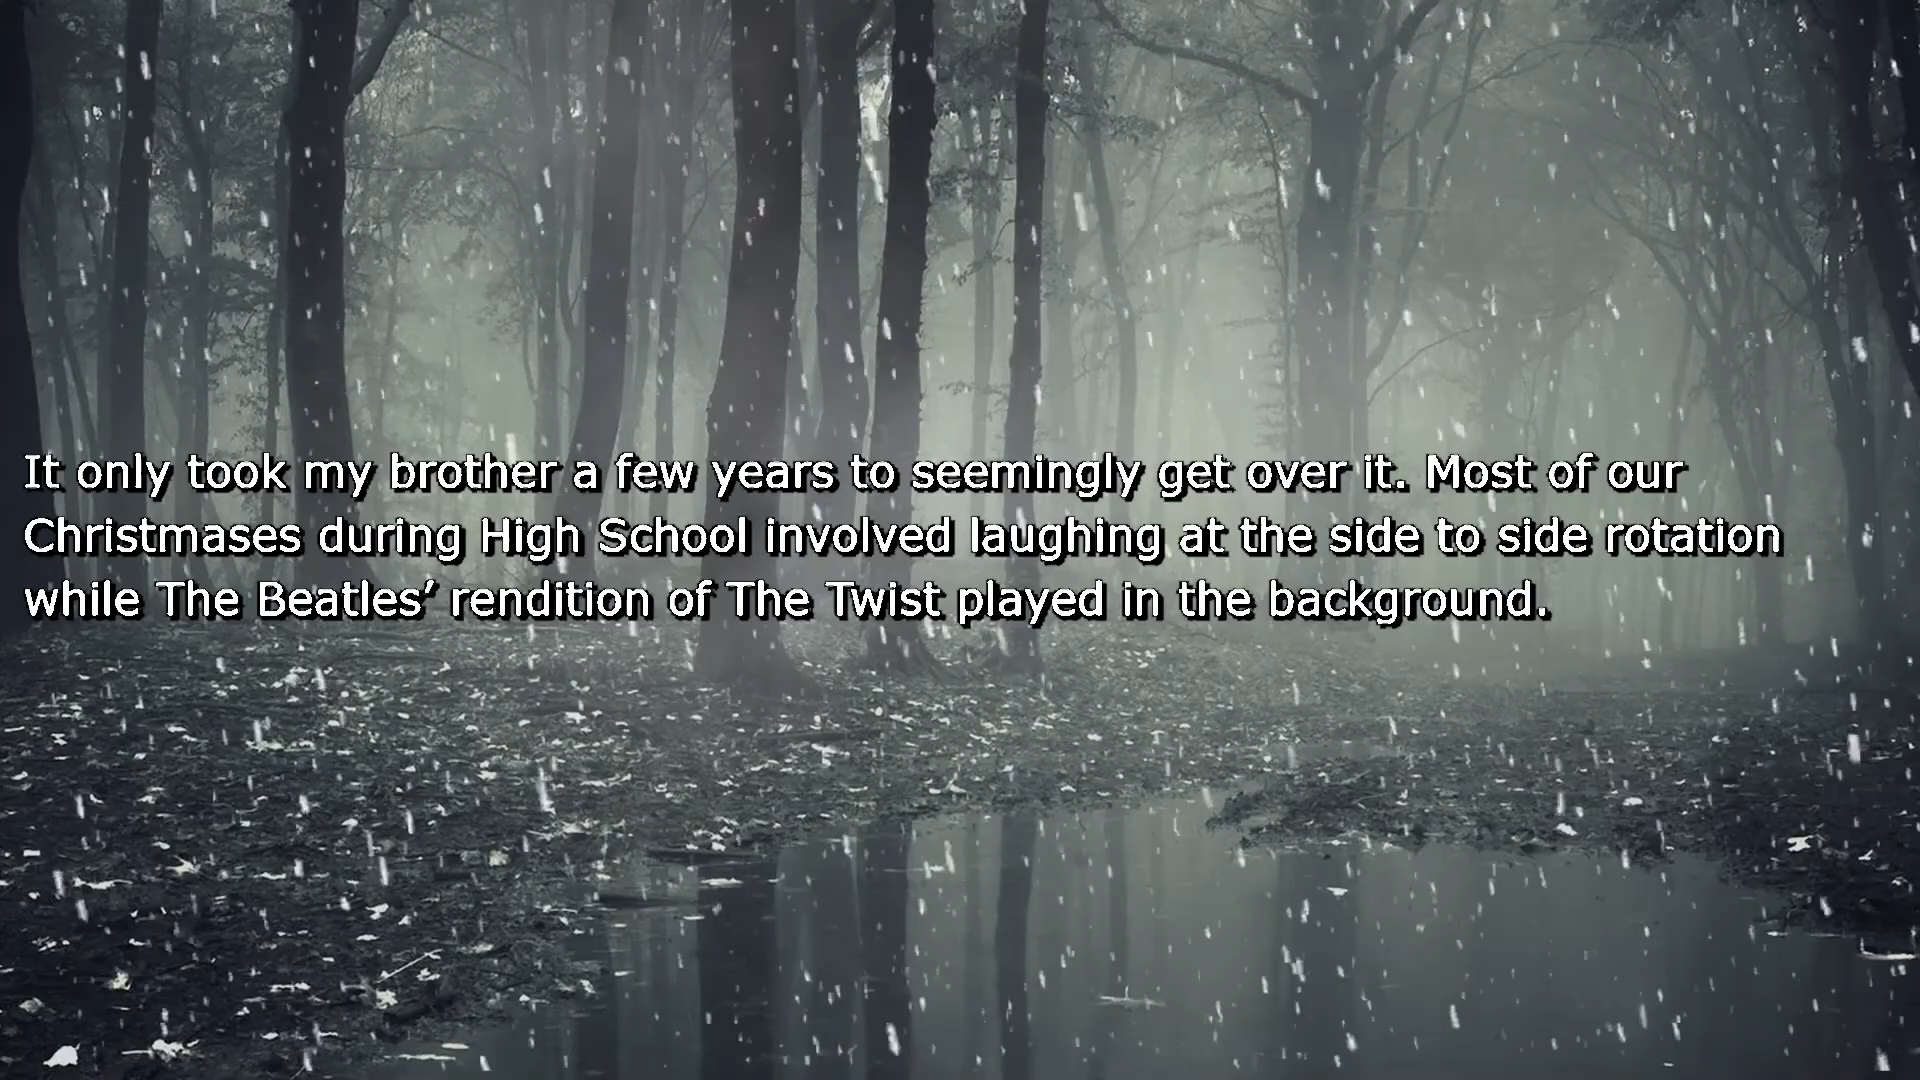 It only took my brother a few years to seemingly get over it. Most of our
Christmases during High School involved laughing at the side to side rotation
while The Beatles’ rendition of The Twist played in the background.